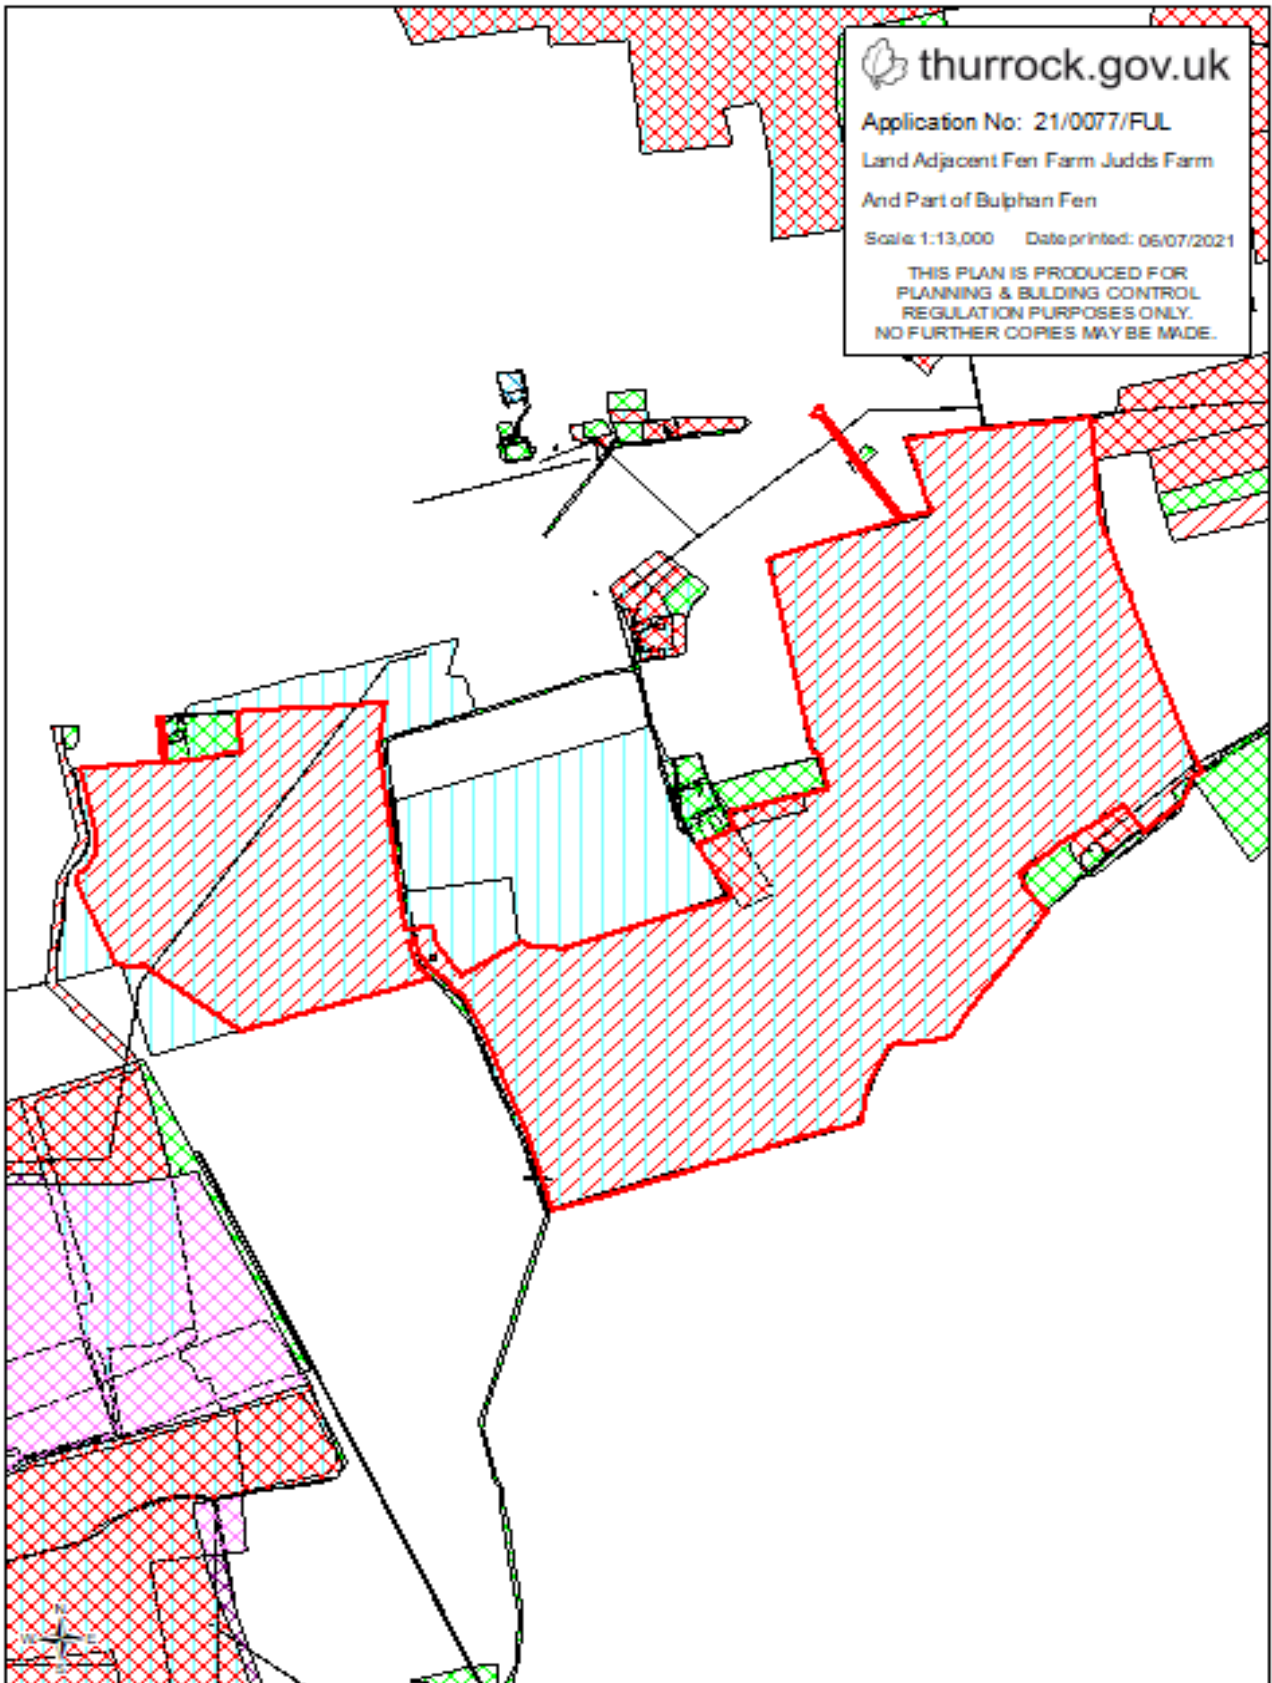 thurrock.gov.uk
Application No: 21/0077/FUL
Land Adjacent Fen Farm Judds Farm
And Part of Bulphan Fen
Scale: 1:13,000 Date printed: 06/07/2021
THIS PLAN IS PRODUCED FOR
PLANNING & BULDING CONTROL
REGULATION PURPOSES ONLY.
NO FURTHER COPIES MAY BE MADE.
N
W E
S